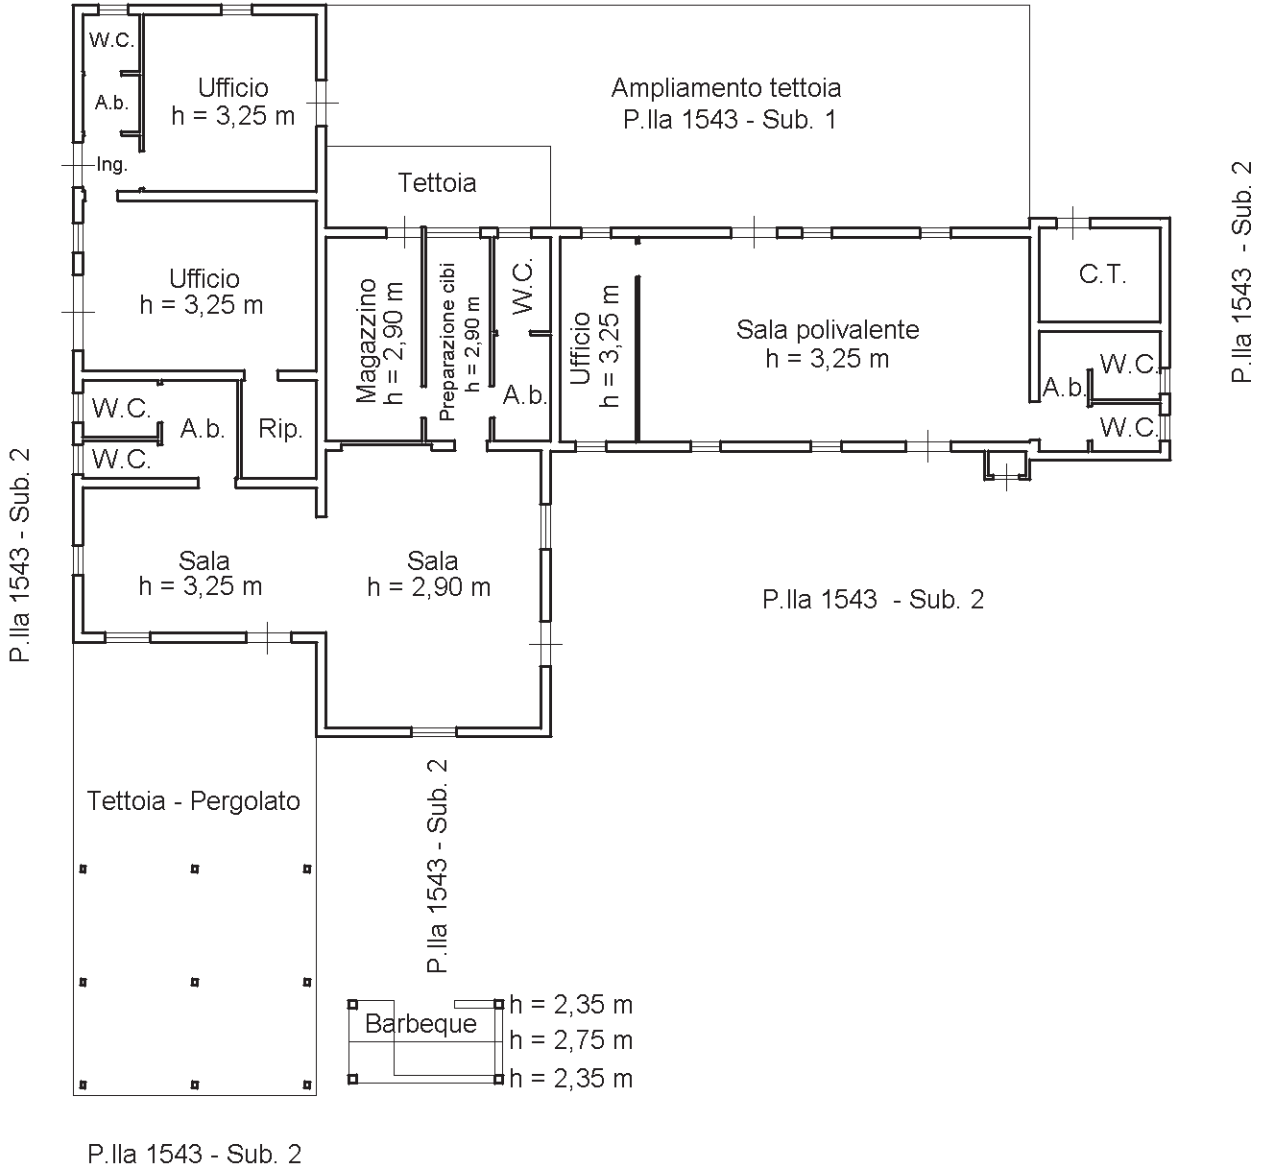 W.C.
A.b.
Ing.
Ufficio
h = 3,25 m
Ampliamento tettoia
P.lla 1543 - Sub. 1
Tettoia
P.lla 1543  - Sub. 2
Ufficio
h = 3,25 m
Magazzino
h = 2,90 m
Preparazione cibi
h = 2,90 m
W.C.
A.b.
Ufficio
h = 3,25 m
Sala polivalente
h = 3,25 m
C.T.
A.b.
W.C.
W.C.
W.C.
W.C.
A.b.
Rip.
P.lla 1543 - Sub. 2
Sala
h = 3,25 m
Sala
h = 2,90 m
P.lla 1543  - Sub. 2
Tettoia - Pergolato
P.lla 1543 - Sub. 2
Barbeque
h = 2,35 m
h = 2,75 m
h = 2,35 m
P.lla 1543 - Sub. 2